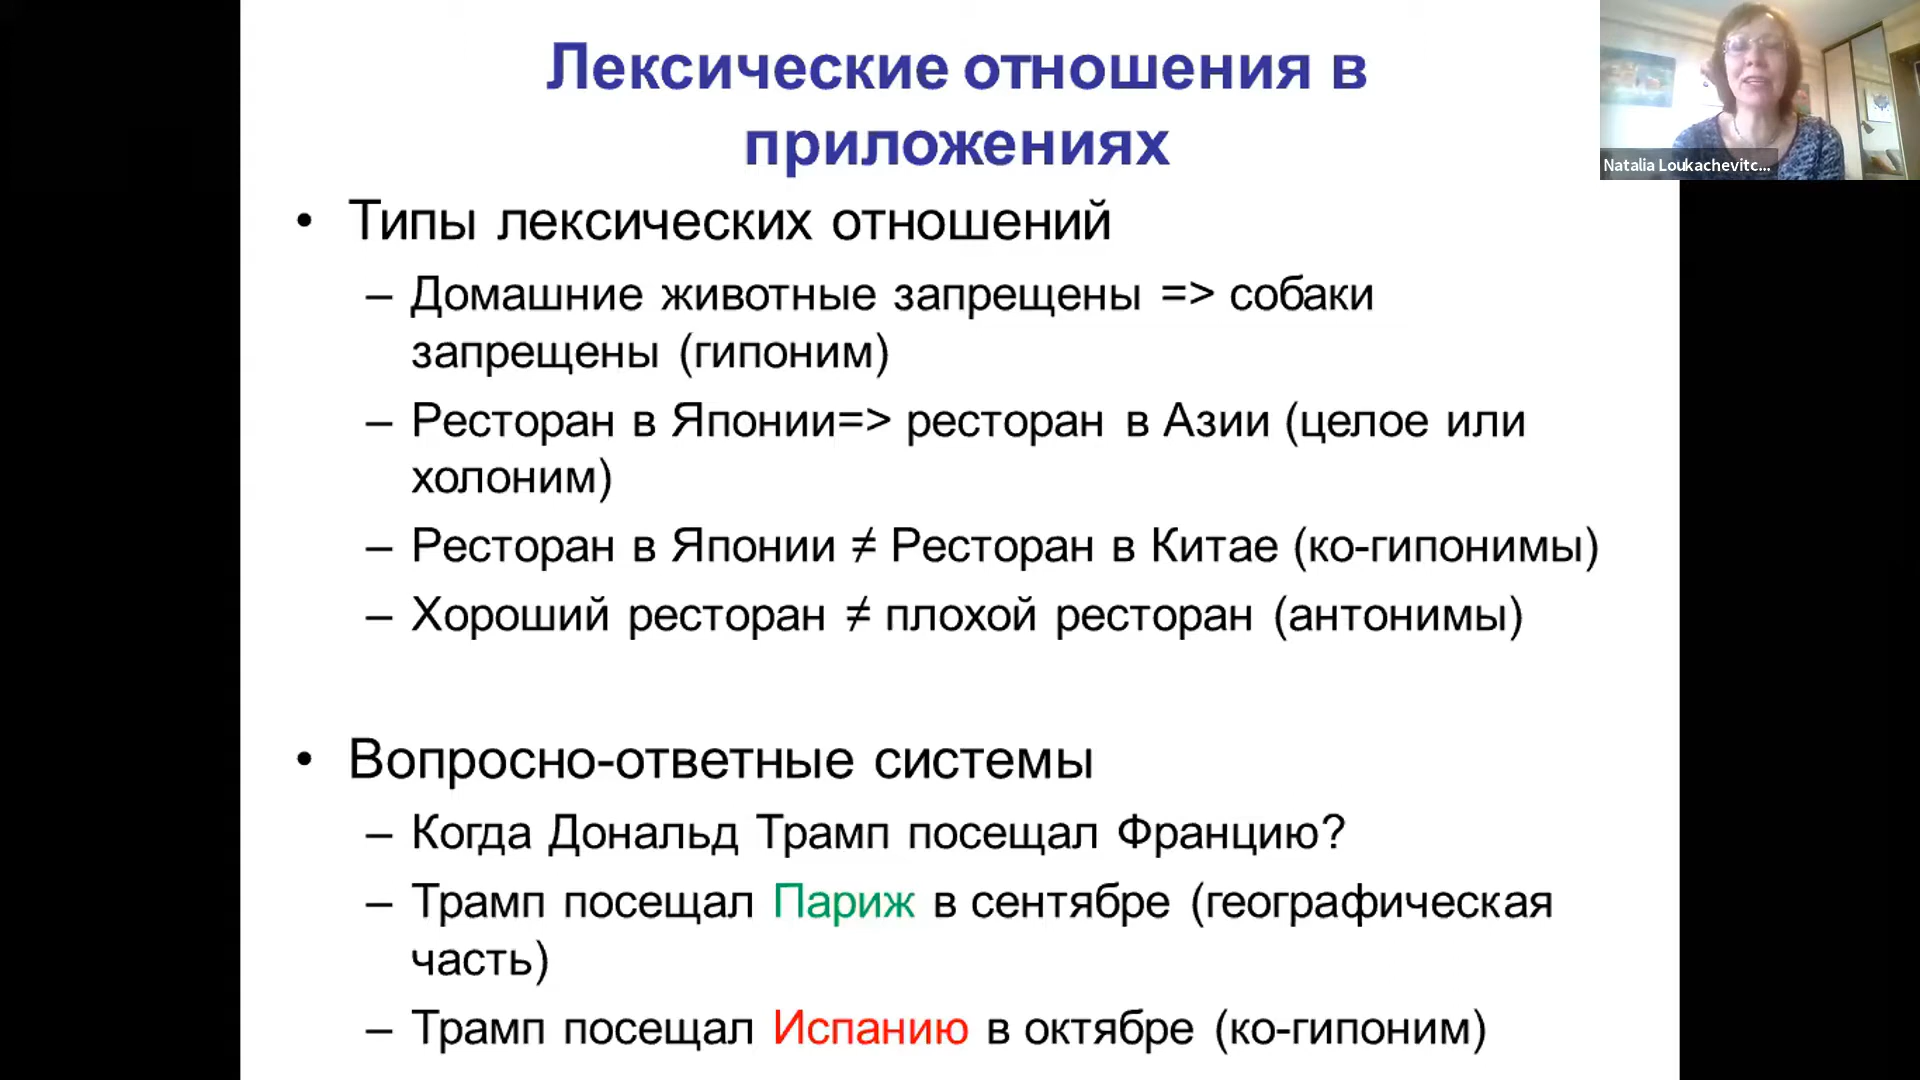 Лексические отношения в
приложениях
• Типы лексических отношений
– Домашние животные запрещены => собаки
запрещены (гипоним)
– Ресторан в Японии=> ресторан в Азии (целое или
холоним)
– Ресторан в Японии ≠ Ресторан в Китае (ко-гипонимы)
– Хороший ресторан ≠ плохой ресторан (антонимы)
• Вопросно-ответные системы
– Когда Дональд Трамп посещал Францию?
– Трамп посещал Париж в сентябре (географическая
часть)
– Трамп посещал Испанию в октябре (ко-гипоним)
Natalia Loukachevitc...